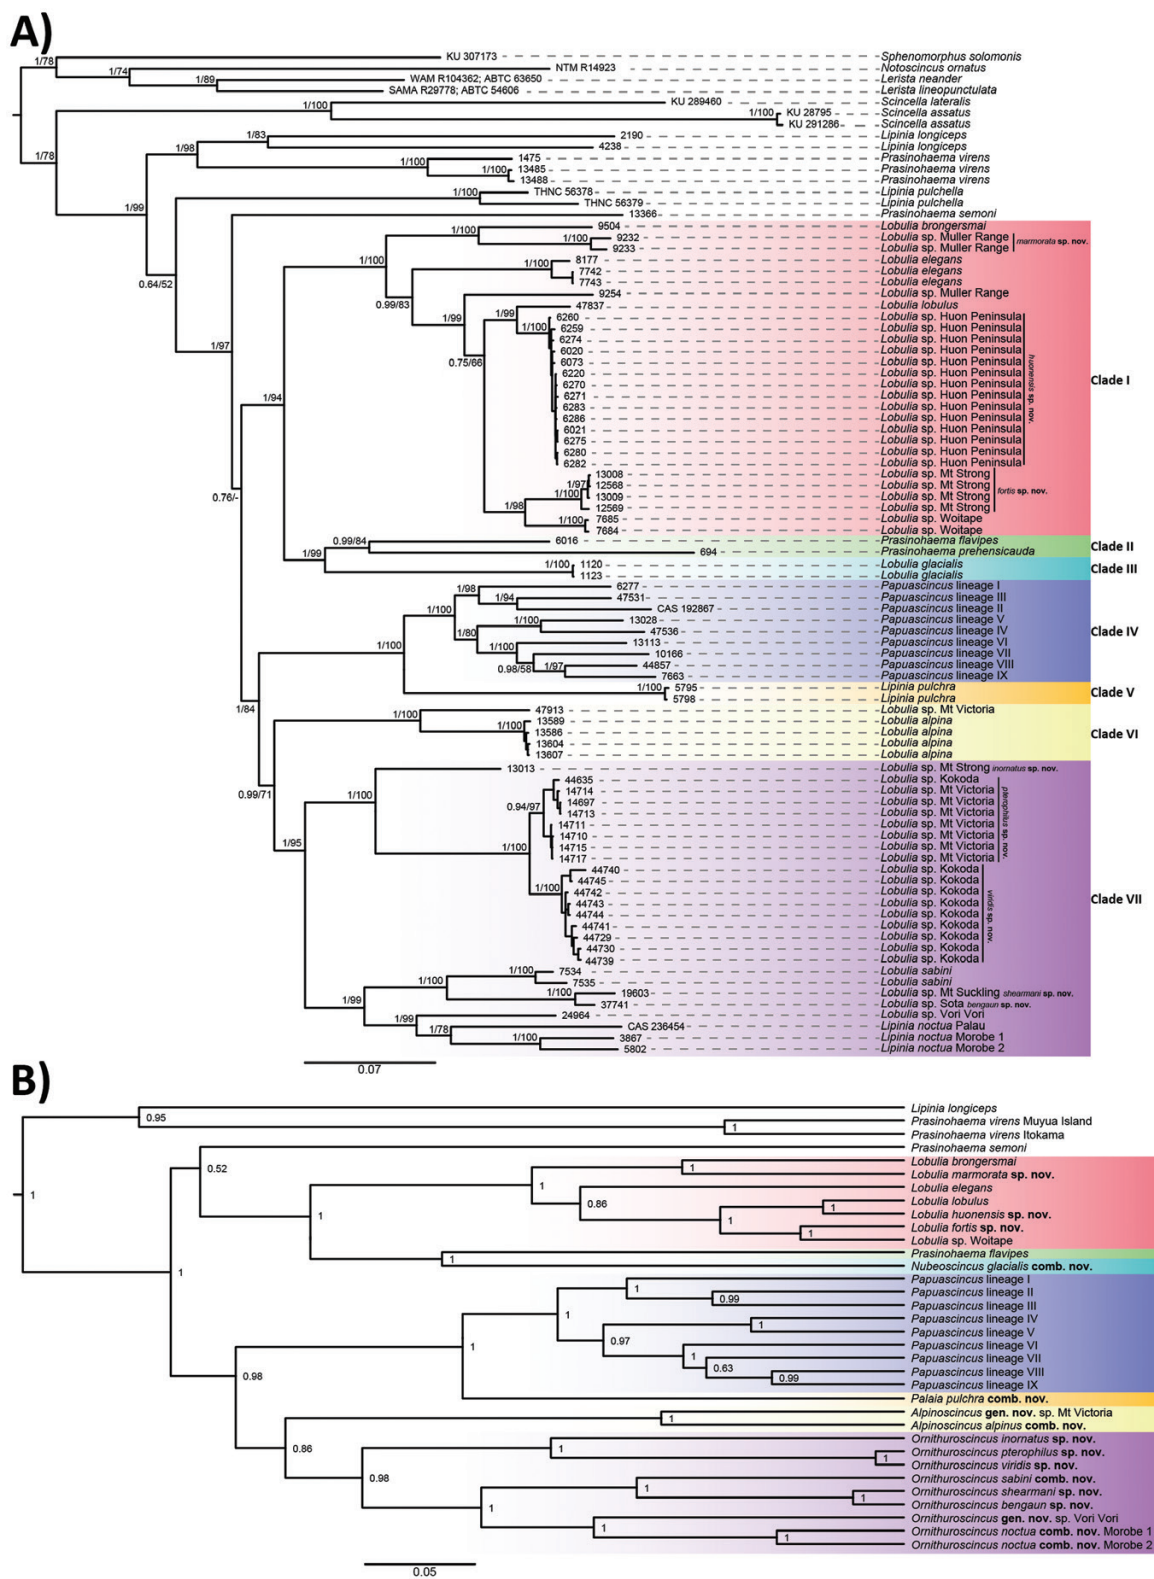 A)
KU 307173 Sphenomorphus solomonis
1/78
NTM R14923 Notoscincus ornatus
1/74
WAM R104362; ABTC 63650 Lerista neander
1/89
SAMA R29778; ABTC 54606 Lerista lineopunctulata
KU 289460 Scincella lateralis
1/100
1/100 KU 28795 Scincella assatus
KU 291286 Scincella assatus
1/78
1/83 2190 Lipinia longiceps
1/98
4238 Lipinia longiceps
1475 Prasinohaema virens
1/100 1/100 13485 Prasinohaema virens
13488 Prasinohaema virens
1/99
1/100 THNC 56378 Lipinia pulchella
THNC 56379 Lipinia pulchella
13366 Prasinohaema semoni
0.64/52
9504 Lobulia brongersmai
1/100
1/100 9232 Lobulia sp. Muller Range
9233 Lobulia sp. Muller Range
marmorata sp. nov.
1/100
8177 Lobulia elegans
1/100 7742 Lobulia elegans
7743 Lobulia elegans
0.99/83
9254 Lobulia sp. Muller Range
1/99
47837 Lobulia lobulus
1/99
6260 Lobulia sp. Huon Peninsula
1/100 6259 Lobulia sp. Huon Peninsula
6274 Lobulia sp. Huon Peninsula
6020 Lobulia sp. Huon Peninsula
6073 Lobulia sp. Huon Peninsula
0.75/66
6220 Lobulia sp. Huon Peninsula
6270 Lobulia sp. Huon Peninsula
6271 Lobulia sp. Huon Peninsula
6283 Lobulia sp. Huon Peninsula
6286 Lobulia sp. Huon Peninsula
6021 Lobulia sp. Huon Peninsula
6275 Lobulia sp. Huon Peninsula
6280 Lobulia sp. Huon Peninsula
6282 Lobulia sp. Huon Peninsula
huonensis sp. nov.
Clade I
1/97
1/94
13008 Lobulia sp. Mt Strong
1/97 12568 Lobulia sp. Mt Strong
1/100 13009 Lobulia sp. Mt Strong
12569 Lobulia sp. Mt Strong
fortis sp. nov.
1/98
1/100 7685 Lobulia sp. Woitape
7684 Lobulia sp. Woitape
0.76/-
0.99/84 6016 Prasinohaema flavipes
694 Prasinohaema prehensicauda
Clade II
1/99
1/100 1120 Lobulia glacialis
1123 Lobulia glacialis
Clade III
1/98 6277 Papuascincus lineage I
1/94 47531 Papuascincus lineage III
CAS 192867 Papuascincus lineage II
1/100
1/100 13028 Papuascincus lineage V
1/80 47536 Papuascincus lineage IV
1/100 13113 Papuascincus lineage VI
10166 Papuascincus lineage VII
0.98/58 1/97 44857 Papuascincus lineage VIII
7663 Papuascincus lineage IX
Clade IV
1/100
1/100 5795 Lipinia pulchra
5798 Lipinia pulchra
Clade V
1/84
47913 Lobulia sp. Mt Victoria
1/100 13589 Lobulia alpina
1/100 13586 Lobulia alpina
13604 Lobulia alpina
13607 Lobulia alpina
Clade VI
0.99/71
13013 Lobulia sp. Mt Strong inornatus sp. nov.
1/100
44635 Lobulia sp. Kokoda
14714 Lobulia sp. Mt Victoria
0.94/97 14697 Lobulia sp. Mt Victoria
14713 Lobulia sp. Mt Victoria
14711 Lobulia sp. Mt Victoria
14710 Lobulia sp. Mt Victoria
14715 Lobulia sp. Mt Victoria
14717 Lobulia sp. Mt Victoria
pterophilus sp. nov.
1/95
1/100
44740 Lobulia sp. Kokoda
44745 Lobulia sp. Kokoda
1/100 44742 Lobulia sp. Kokoda
44743 Lobulia sp. Kokoda
44744 Lobulia sp. Kokoda
44741 Lobulia sp. Kokoda
44729 Lobulia sp. Kokoda
44730 Lobulia sp. Kokoda
44739 Lobulia sp. Kokoda
viridis sp. nov.
Clade VII
1/100 7534 Lobulia sabini
7535 Lobulia sabini
1/100
1/100 19603 Lobulia sp. Mt Suckling shearmani sp. nov.
37741 Lobulia sp. Sota bengaun sp. nov.
1/99
24964 Lobulia sp. Vori Vori
1/99
1/78 CAS 236454 Lipinia noctua Palau
1/100 3867 Lipinia noctua Morobe 1
5802 Lipinia noctua Morobe 2
0.07
B)
Lipinia longiceps
0.95
Prasinohaema virens Muyua Island
1
Prasinohaema virens Itokama
Prasinohaema semoni
0.52
Lobulia brongersmai
1
Lobulia marmorata sp. nov.
1
Lobulia elegans
0.86
Lobulia lobulus
1
Lobulia huonensis sp. nov.
1
Lobulia fortis sp. nov.
1
Lobulia sp. Woitape
1
Prasinohaema flavipes
1
Nubeoscincus glacialis comb. nov.
1
1
Papuascincus lineage I
1
Papuascincus lineage II
0.99
Papuascincus lineage III
1
Papuascincus lineage IV
1
Papuascincus lineage V
0.97
Papuascincus lineage VI
1
Papuascincus lineage VII
0.63
Papuascincus lineage VIII
0.99
Papuascincus lineage IX
1
0.98
Palaia pulchra comb. nov.
Alpinoscincus gen. nov. sp. Mt Victoria
1
Alpinoscincus alpinus comb. nov.
0.86
Ornithuroscincus inornatus sp. nov.
1
Ornithuroscincus pterophilus sp. nov.
1
Ornithuroscincus viridis sp. nov.
0.98
Ornithuroscincus sabini comb. nov.
1
Ornithuroscincus shearmani sp. nov.
1
Ornithuroscincus bengaun sp. nov.
1
Ornithuroscincus gen. nov. sp. Vori Vori
1
Ornithuroscincus noctua comb. nov. Morobe 1
1
Ornithuroscincus noctua comb. nov. Morobe 2
0.05